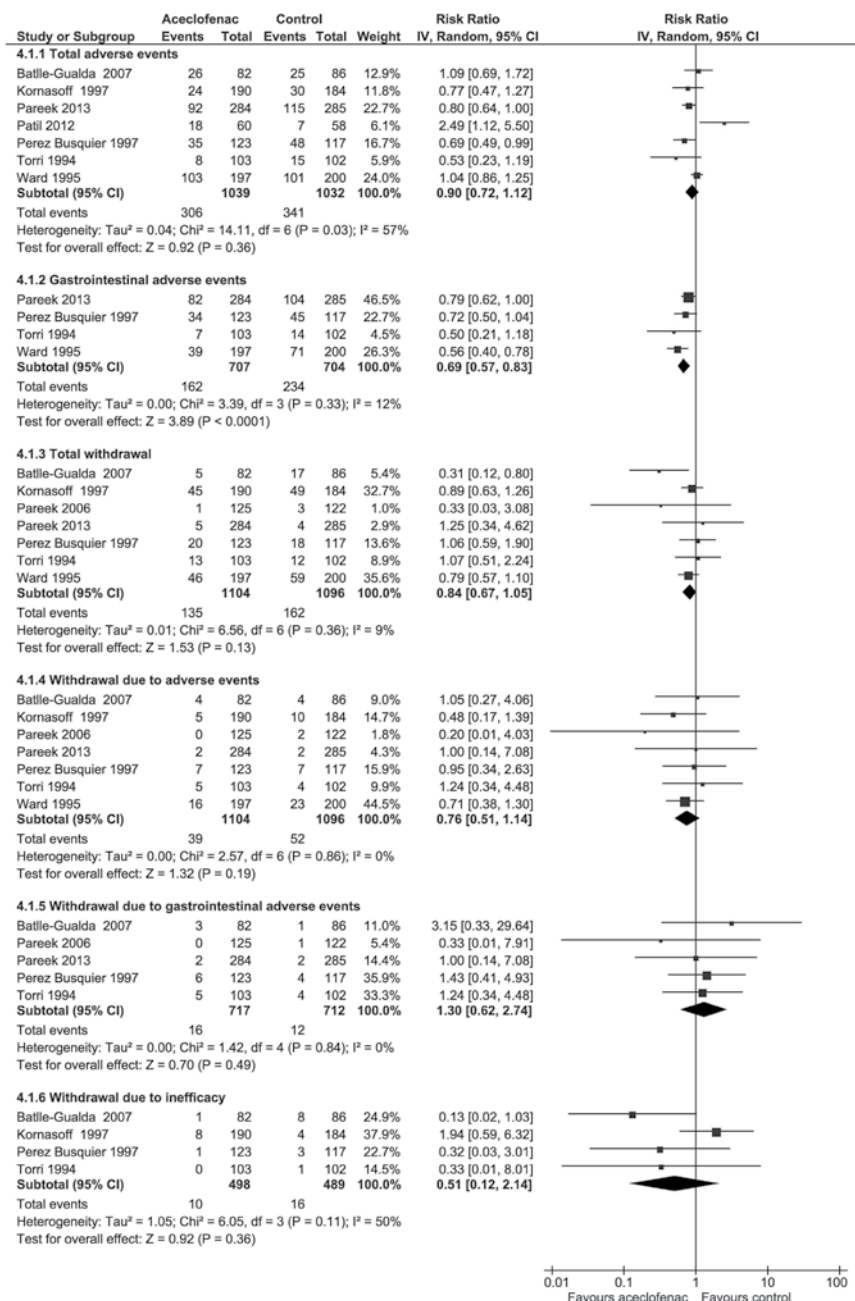 Aceclofenac Control Risk Ratio Risk Ratio
Study or Subgroup Events Total Events Total Weight IV, Random, 95% CI IV, Random, 95% CI
4.1.1 Total adverse events
Batlle-Gualda 2007 26 82 25 86 12.9% 1.09 [0.69, 1.72]
Kornasoff 1997 24 190 30 184 11.8% 0.77 [0.47, 1.27]
Pareek 2013 92 284 115 285 22.7% 0.80 [0.64, 1.00]
Patil 2012 18 60 7 58 6.1% 2.49 [1.12, 5.50]
Perez Busquier 1997 35 123 48 117 16.7% 0.69 [0.49, 0.99]
Torri 1994 8 103 15 102 5.9% 0.53 [0.23, 1.19]
Ward 1995 103 197 101 200 24.0% 1.04 [0.86, 1.25]
Subtotal (95% CI) 1039 1032 100.0% 0.90 [0.72, 1.12]
Total events 306 341
Heterogeneity: Tau² = 0.04; Chi² = 14.11, df = 6 (P = 0.03); I² = 57%
Test for overall effect: Z = 0.92 (P = 0.36)
4.1.2 Gastrointestinal adverse events
Pareek 2013 82 284 104 285 46.5% 0.79 [0.62, 1.00]
Perez Busquier 1997 34 123 45 117 22.7% 0.72 [0.50, 1.04]
Torri 1994 7 103 14 102 4.5% 0.50 [0.21, 1.18]
Ward 1995 39 197 71 200 26.3% 0.56 [0.40, 0.78]
Subtotal (95% CI) 707 704 100.0% 0.69 [0.57, 0.83]
Total events 162 234
Heterogeneity: Tau² = 0.00; Chi² = 3.39, df = 3 (P = 0.33); I² = 12%
Test for overall effect: Z = 3.89 (P < 0.0001)
4.1.3 Total withdrawal
Batlle-Gualda 2007 5 82 17 86 5.4% 0.31 [0.12, 0.80]
Kornasoff 1997 45 190 49 184 32.7% 0.89 [0.63, 1.26]
Pareek 2006 1 125 3 122 1.0% 0.33 [0.03, 3.08]
Pareek 2013 5 284 4 285 2.9% 1.25 [0.34, 4.62]
Perez Busquier 1997 20 123 18 117 13.6% 1.06 [0.59, 1.90]
Torri 1994 13 103 12 102 8.9% 1.07 [0.51, 2.24]
Ward 1995 46 197 59 200 35.6% 0.79 [0.57, 1.10]
Subtotal (95% CI) 1104 1096 100.0% 0.84 [0.67, 1.05]
Total events 135 162
Heterogeneity: Tau² = 0.01; Chi² = 6.56, df = 6 (P = 0.36); I² = 9%
Test for overall effect: Z = 1.53 (P = 0.13)
4.1.4 Withdrawal due to adverse events
Batlle-Gualda 2007 4 82 4 86 9.0% 1.05 [0.27, 4.06]
Kornasoff 1997 5 190 10 184 14.7% 0.48 [0.17, 1.39]
Pareek 2006 0 125 2 122 1.8% 0.20 [0.01, 4.03]
Pareek 2013 2 284 2 285 4.3% 1.00 [0.14, 7.08]
Perez Busquier 1997 7 123 7 117 15.9% 0.95 [0.34, 2.63]
Torri 1994 5 103 4 102 9.9% 1.24 [0.34, 4.48]
Ward 1995 16 197 23 200 44.5% 0.71 [0.38, 1.30]
Subtotal (95% CI) 1104 1096 100.0% 0.76 [0.51, 1.14]
Total events 39 52
Heterogeneity: Tau² = 0.00; Chi² = 2.57, df = 6 (P = 0.86); I² = 0%
Test for overall effect: Z = 1.32 (P = 0.19)
4.1.5 Withdrawal due to gastrointestinal adverse events
Batlle-Gualda 2007 3 82 1 86 11.0% 3.15 [0.33, 29.64]
Pareek 2006 0 125 1 122 5.4% 0.33 [0.01, 7.91]
Pareek 2013 2 284 2 285 14.4% 1.00 [0.14, 7.08]
Perez Busquier 1997 6 123 4 117 35.9% 1.43 [0.41, 4.93]
Torri 1994 5 103 4 102 33.3% 1.24 [0.34, 4.48]
Subtotal (95% CI) 717 712 100.0% 1.30 [0.62, 2.74]
Total events 16 12
Heterogeneity: Tau² = 0.00; Chi² = 1.42, df = 4 (P = 0.84); I² = 0%
Test for overall effect: Z = 0.70 (P = 0.49)
4.1.6 Withdrawal due to inefficacy
Batlle-Gualda 2007 1 82 8 86 24.9% 0.13 [0.02, 1.03]
Kornasoff 1997 8 190 4 184 37.9% 1.94 [0.59, 6.32]
Perez Busquier 1997 1 123 3 117 22.7% 0.32 [0.03, 3.01]
Torri 1994 0 103 1 102 14.5% 0.33 [0.01, 8.01]
Subtotal (95% CI) 498 489 100.0% 0.51 [0.12, 2.14]
Total events 10 16
Heterogeneity: Tau² = 1.05; Chi² = 6.05, df = 3 (P = 0.11); I² = 50%
Test for overall effect: Z = 0.92 (P = 0.36)
0.01 0.1 1 10 100
Favours aceclofenac Favours control